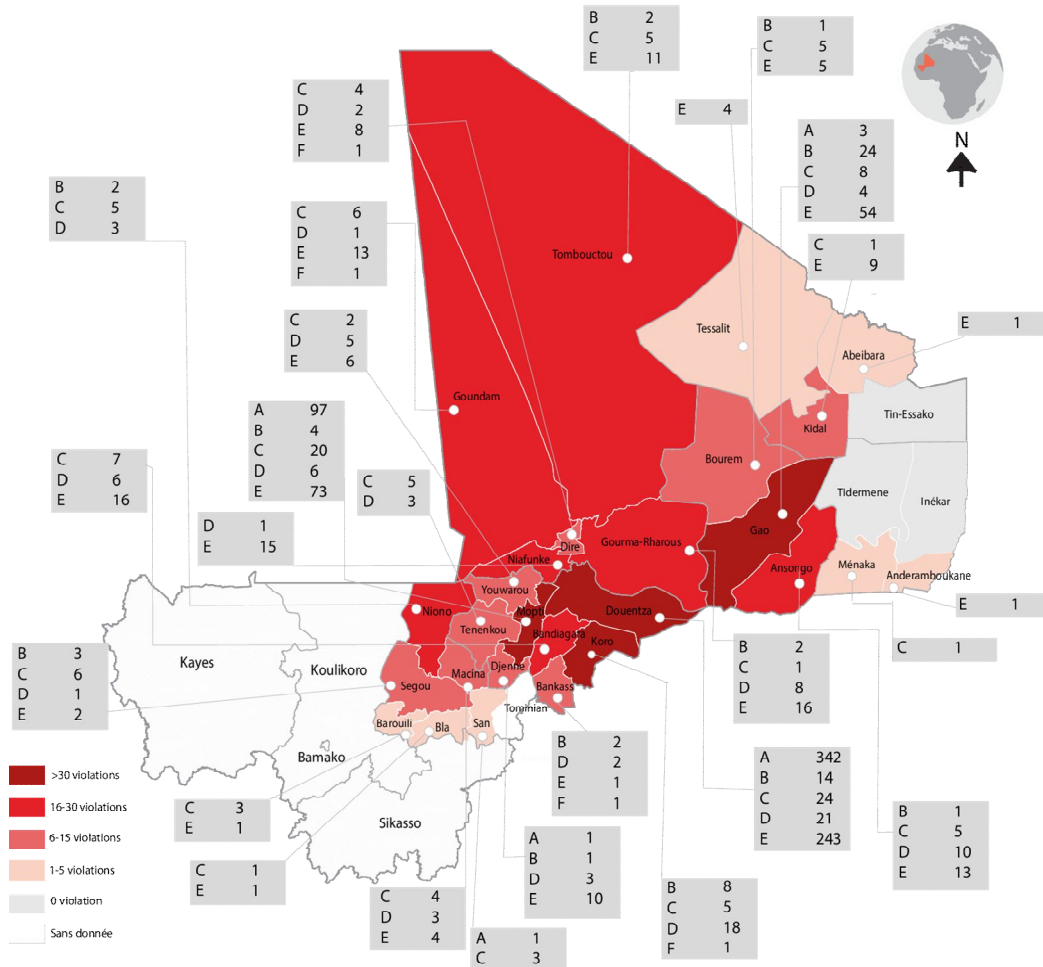 B 2
C 5
E 11
B 1
C 5
E 5
C 4
D 2
E 8
F 1
E 4
A 3
B 24
C 8
D 4
E 54
N
B 2
C 5
D 3
C 6
D 1
E 13
F 1
C 1
E 9
Tombouctou
C 2
D 5
E 6
Tessalit
E 1
Abeibara
A 97
B 4
C 20
D 6
E 73
Goundam
Tin-Essako
Kidal
C 7
D 6
E 16
C 5
D 3
Bourem
Tidermene
Inékar
D 1
E 15
Gao
Dire
Gourma-Rharous
Niafunke
Ansongo
Ménaka
Anderamboukane
Youwarou
E 1
Niono
Mopti
Douentza
Tenenkou
Bandiagara
Koro
C 1
B 3
C 6
D 1
E 2
Kayes
Koulikoro
Segou
Macina
Djenne
Bankass
B 2
C 1
D 8
E 16
Barouili
Bla
San
Tominian
Bamako
B 2
D 2
E 1
F 1
A 342
B 14
C 24
D 21
E 243
>30 violations
16-30 violations
6-15 violations
1-5 violations
0 violation
Sans donnée
C 3
E 1
Sikasso
B 1
C 5
D 10
E 13
C 1
E 1
A 1
B 1
D 3
E 10
C 4
D 3
E 4
B 8
C 5
D 18
F 1
A 1
C 3